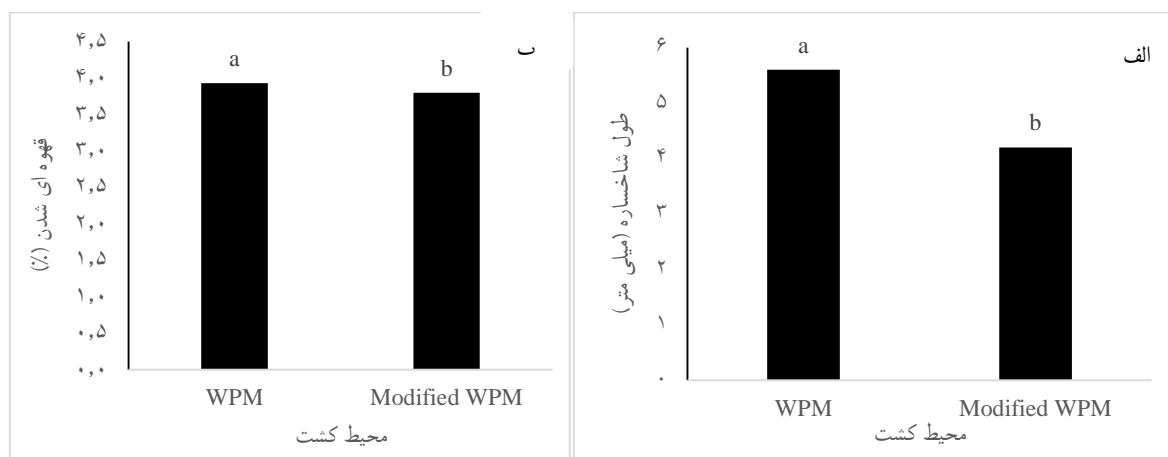 الف
طول شاخساره (میلی متر)
۶
۵
۴
۳
۲
۱
۰
a
b
WPM
Modified WPM
محیط کشت
ب
قهوه ای شدن (٪)
۴٫۵
۴٫۰
۳٫۵
۳٫۰
۲٫۵
۲٫۰
۱٫۵
۱٫۰
۰٫۵
۰٫۰
a
b
WPM
Modified WPM
محیط کشت